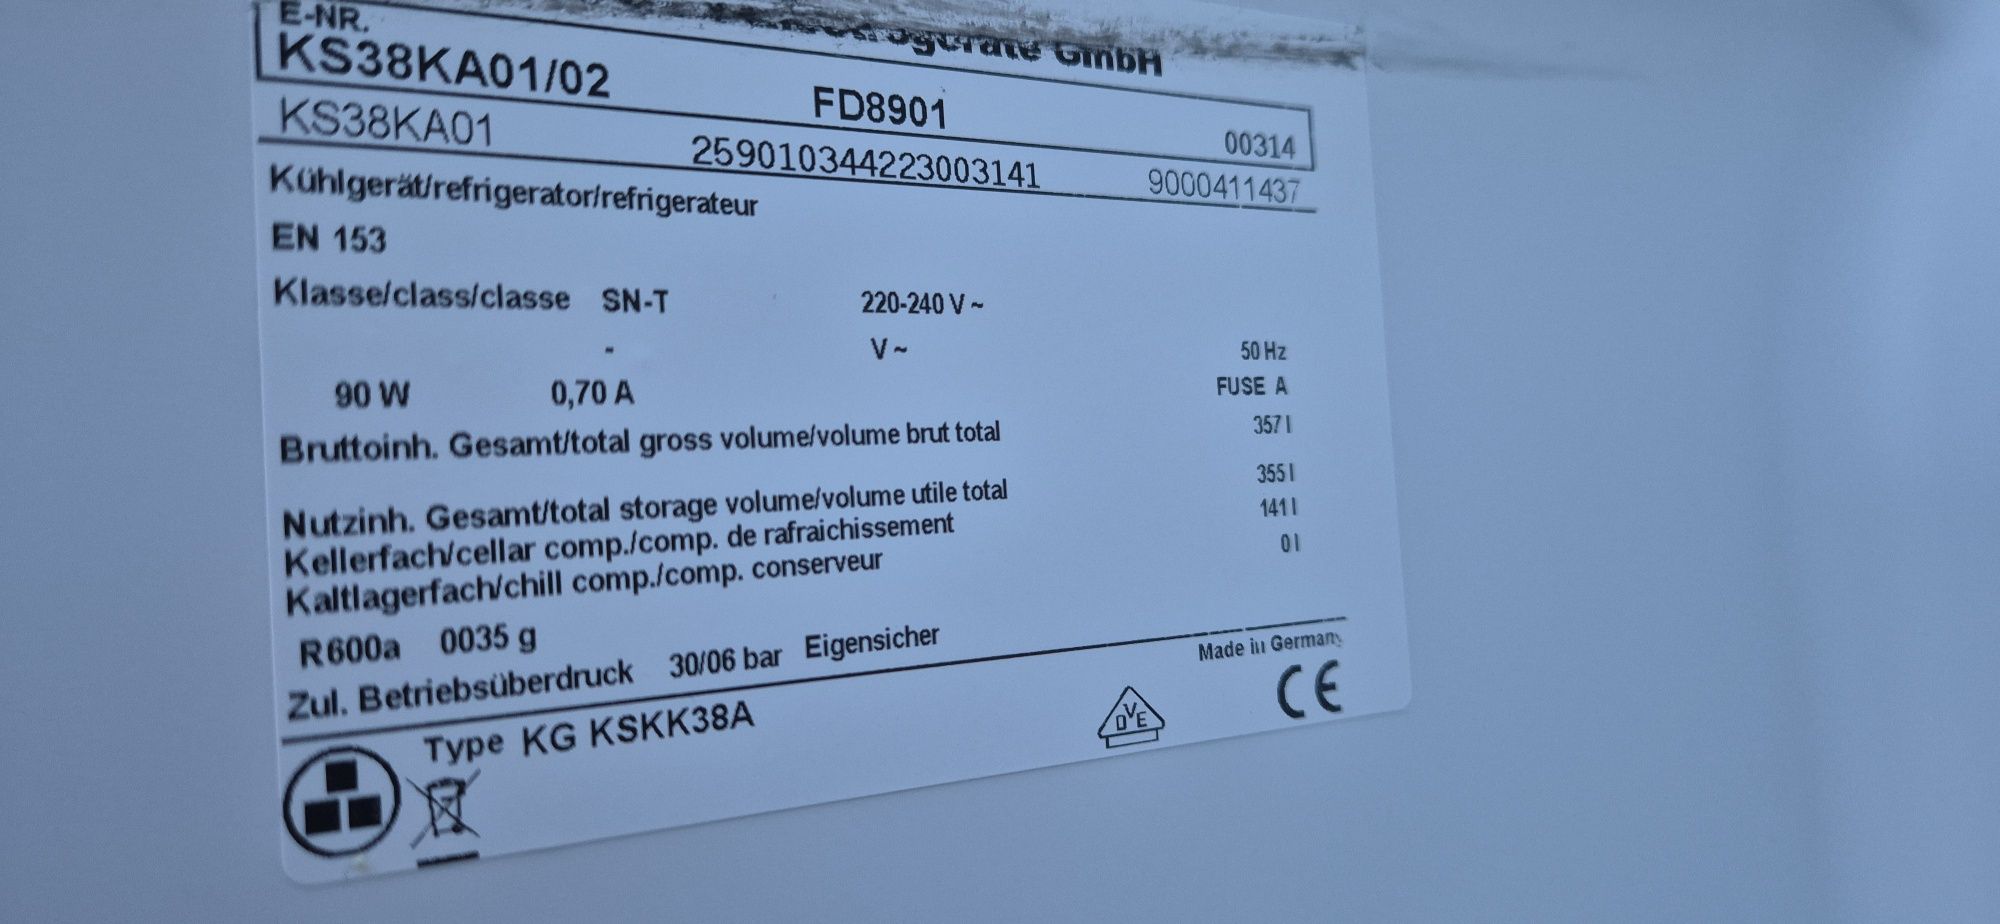 E-NR.
GmbH
KS38KA01/02 FD8901 00314
KS38KA01 259010344223003141 9000411437
Kühlgerät/refrigerator/refrigerateur
EN 153
Klasse/class/classe SN-T 220-240 V ~
- V ~ 50 Hz
90 W 0,70 A FUSE A
Bruttoinh. Gesamt/total gross volume/volume brut total 357 l
Nutzinh. Gesamt/total storage volume/volume utile total 355 l
Kellerfach/cellar comp./comp. de rafraichissement 141 l
Kaltlagerfach/chill comp./comp. conserveur 0 l
R600a 0035 g
Zul. Betriebsüberdruck 30/06 bar Eigensicher
Made in Germany
Type KG KSKK38A
DVE
CE